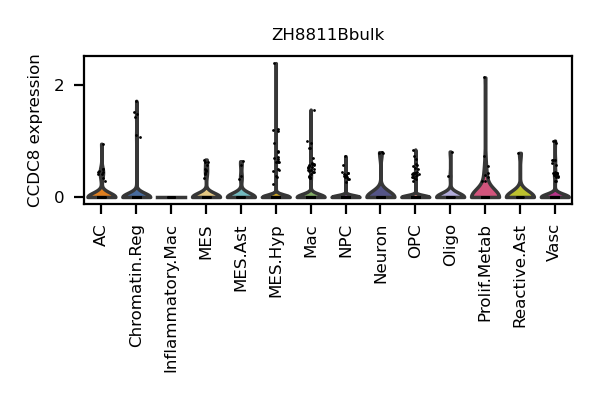 ZH8811Bbulk
CCDC8 expression
2
0
AC
Chromatin.Reg
Inflammatory.Mac
MES
MES.Ast
MES.Hyp
Mac
NPC
Neuron
OPC
Oligo
Prolif.Metab
Reactive.Ast
Vasc